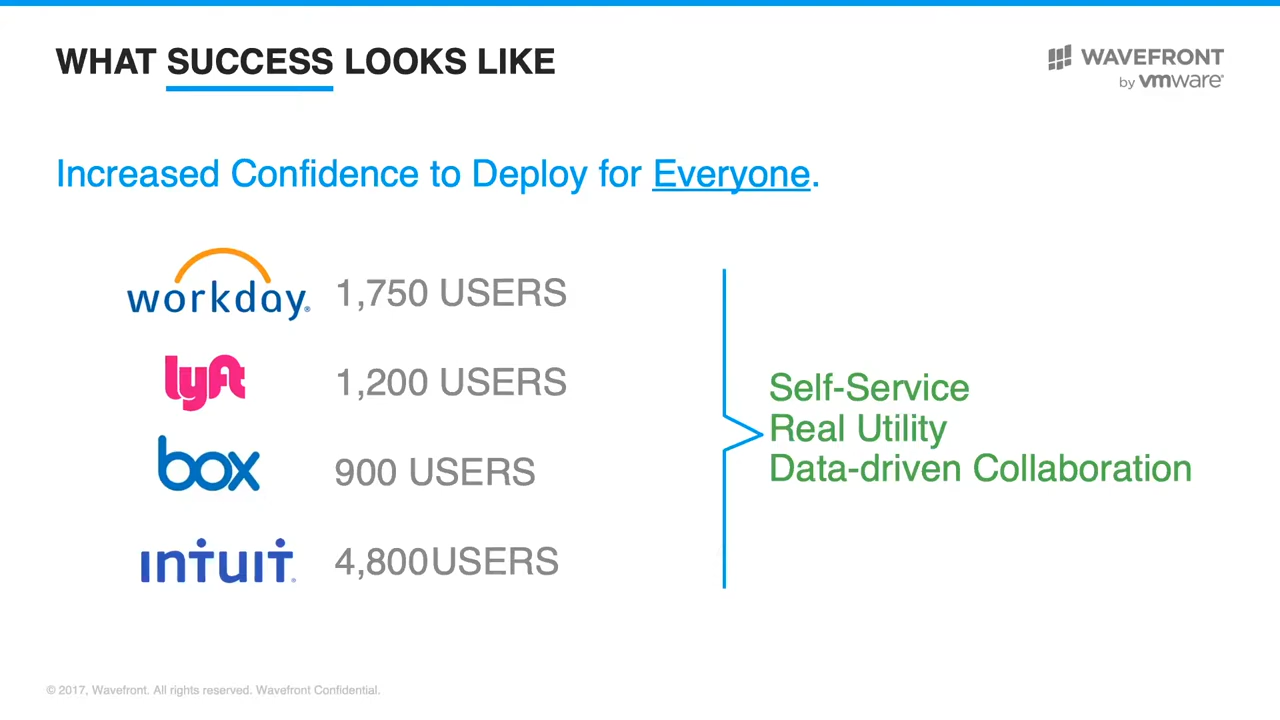 WHAT SUCCESS LOOKS LIKE
WAVEFRONT
by vmware®
Increased Confidence to Deploy for Everyone.
workday® 1,750 USERS
lyft 1,200 USERS
box 900 USERS
intuit® 4,800 USERS
Self-Service
Real Utility
Data-driven Collaboration
© 2017, Wavefront. All rights reserved. Wavefront Confidential.